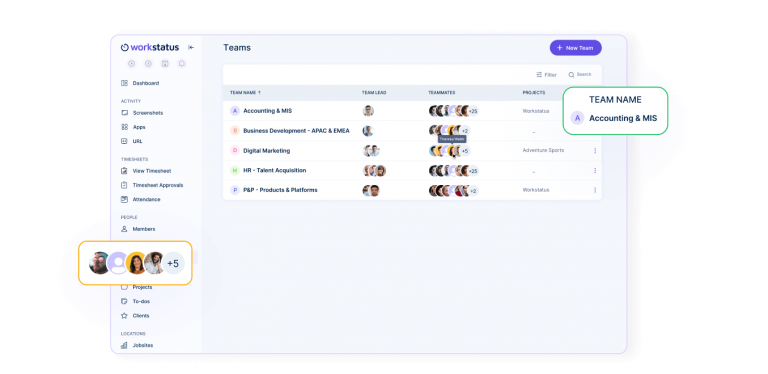 workstatus
Teams
+ New Team
Filter
Search
Dashboard
TEAM NAME ↑
TEAM LEAD
TEAMMATES
PROJECTS
ACTIVITY
Screenshots
Apps
URL
A Accounting & MIS
+25
Workstatus
B Business Development - APAC & EMEA
+2
-
D Digital Marketing
+5
Adventure Sports
H HR - Talent Acquisition
+25
-
P P&P - Products & Platforms
+2
Workstatus
TEAM NAME
A Accounting & MIS
TIMESHEETS
View Timesheet
Timesheet Approvals
Attendance
PEOPLE
Members
+5
Projects
To-dos
Clients
LOCATIONS
Jobsites